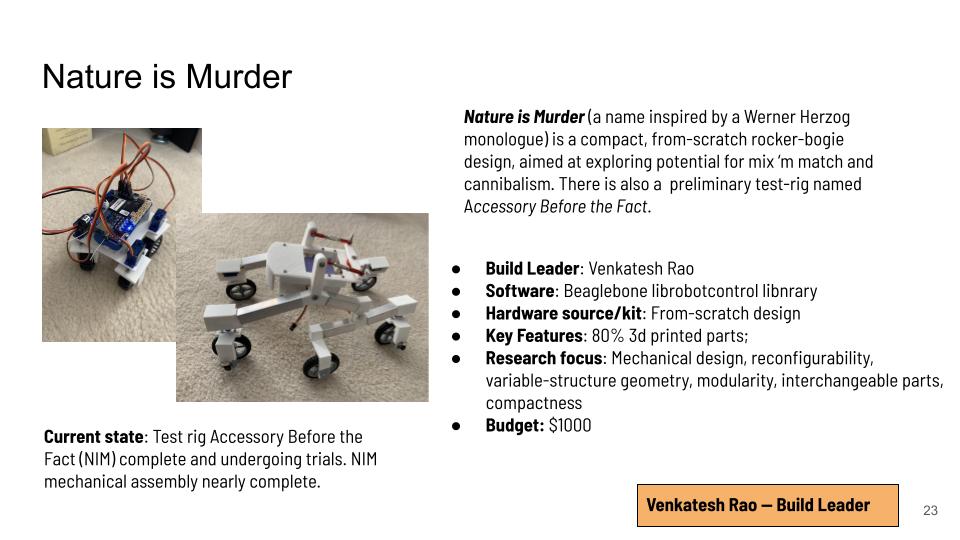 Nature is Murder
Nature is Murder (a name inspired by a Werner Herzog
monologue) is a compact, from-scratch rocker-bogie
design, aimed at exploring potential for mix ‘m match and
cannibalism. There is also a  preliminary test-rig named
Accessory Before the Fact.
● Build Leader: Venkatesh Rao
● Software: Beaglebone librobotcontrol libnrary
● Hardware source/kit: From-scratch design
● Key Features: 80% 3d printed parts;
● Research focus: Mechanical design, reconfigurability,
variable-structure geometry, modularity, interchangeable parts,
compactness
● Budget: $1000
Current state: Test rig Accessory Before the
Fact (NIM) complete and undergoing trials. NIM
mechanical assembly nearly complete.
Venkatesh Rao — Build Leader
23